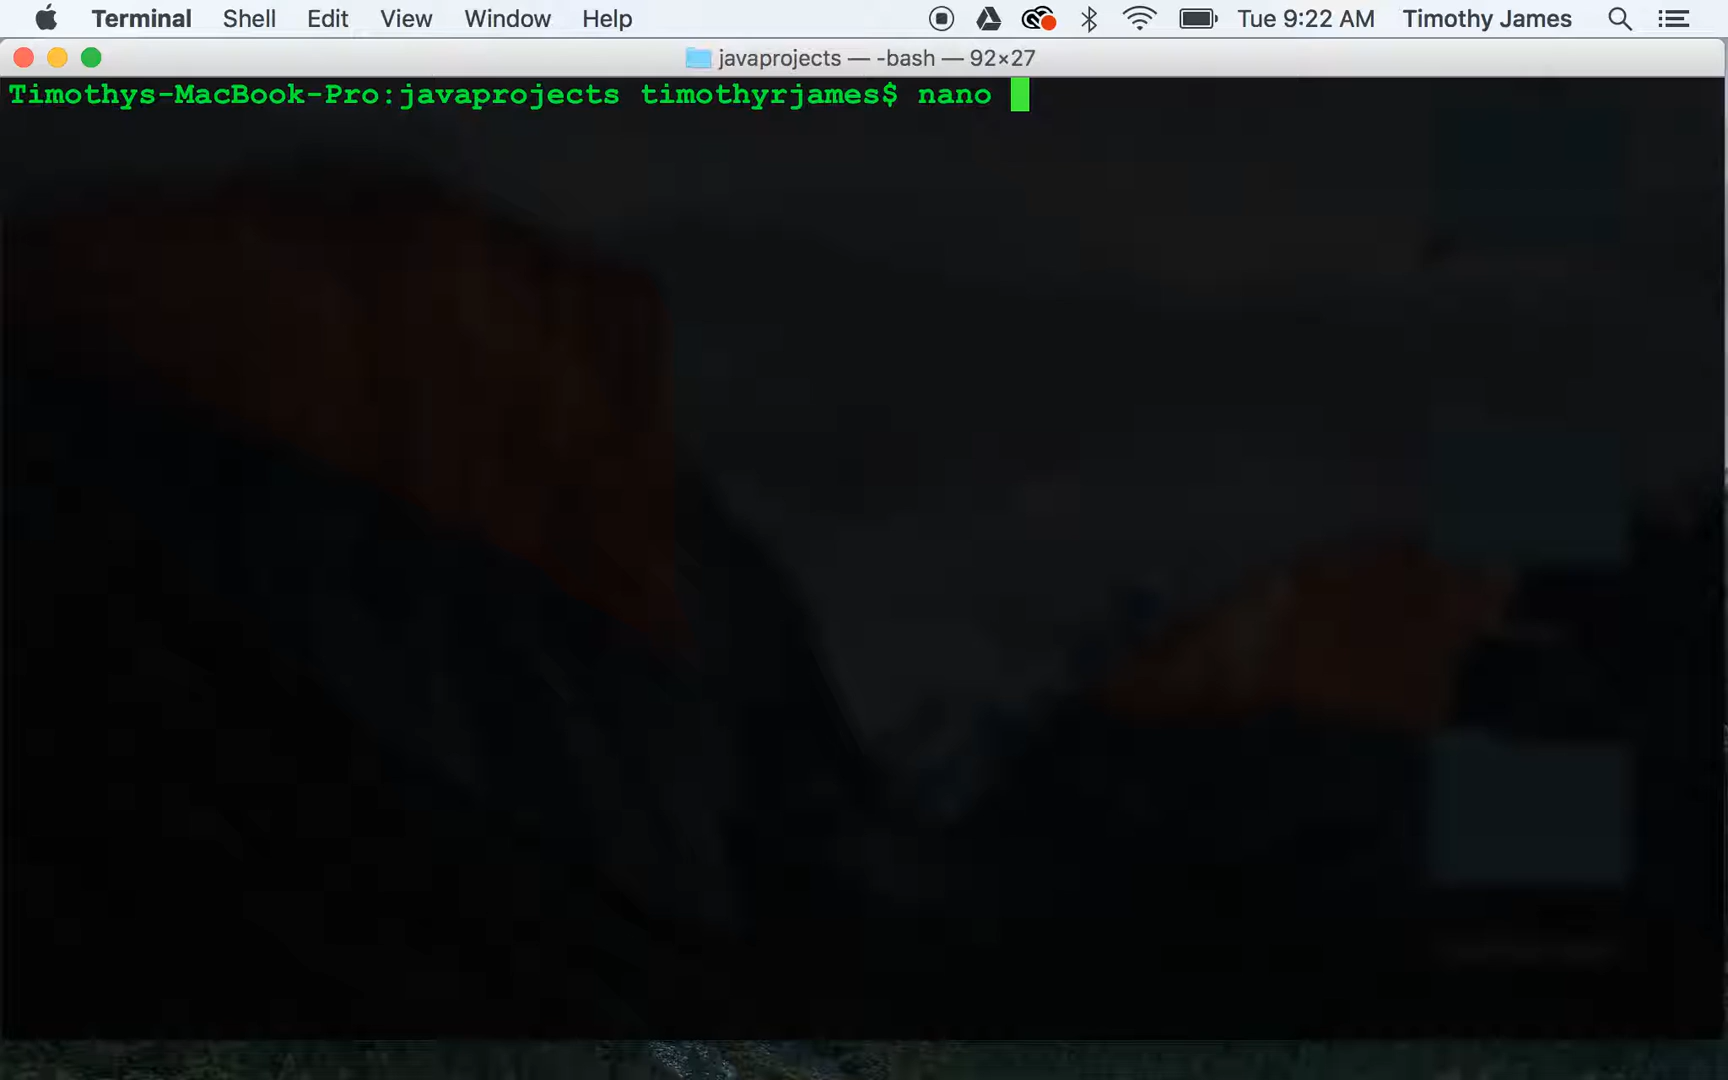 Terminal Shell Edit View Window Help Tue 9:22 AM Timothy James
javaprojects — -bash — 92×27
Timothys-MacBook-Pro:javaprojects timothyrjames$ nano